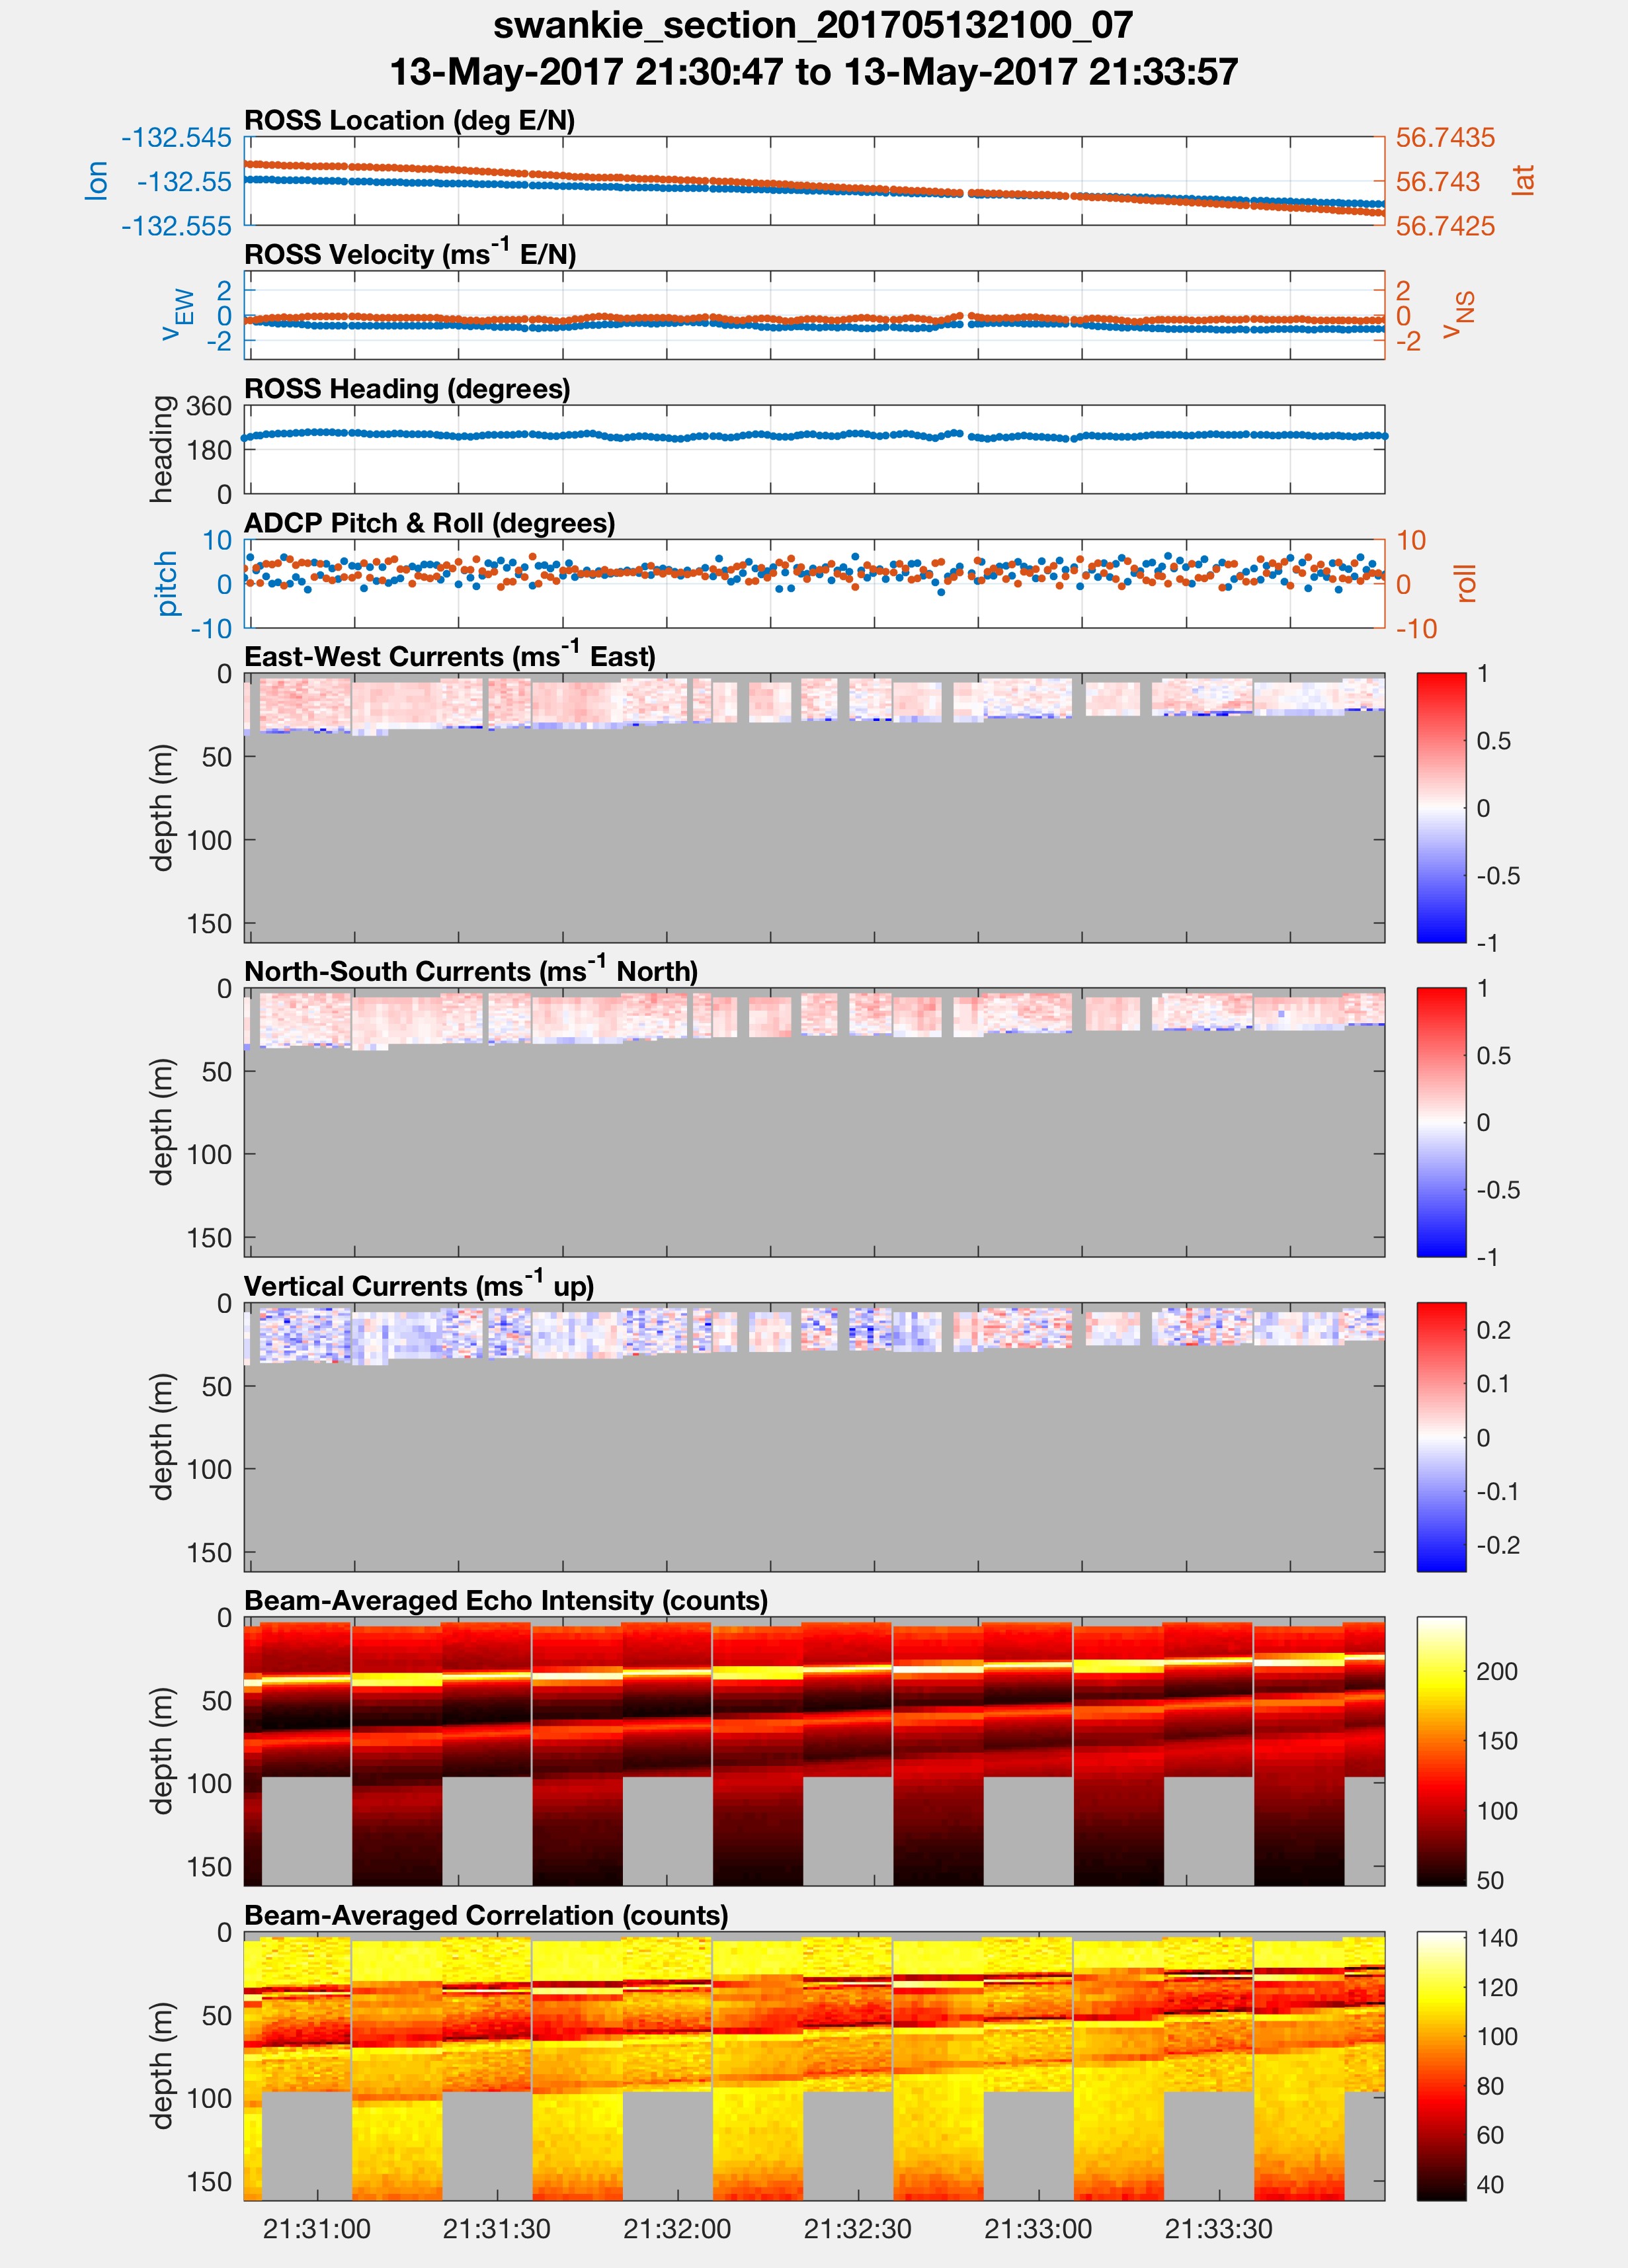 swankie_section_201705132100_07
13-May-2017 21:30:47 to 13-May-2017 21:33:57
ROSS Location (deg E/N)
-132.545
-132.55
-132.555
lon
56.7435
56.743
56.7425
lat
ROSS Velocity (ms-1 E/N)
2
0
-2
vEW
2
0
-2
vNS
ROSS Heading (degrees)
360
180
0
heading
ADCP Pitch & Roll (degrees)
10
0
-10
pitch
10
0
-10
roll
East-West Currents (ms-1 East)
0
50
100
150
depth (m)
1
0.5
0
-0.5
-1
North-South Currents (ms-1 North)
0
50
100
150
depth (m)
1
0.5
0
-0.5
-1
Vertical Currents (ms-1 up)
0
50
100
150
depth (m)
0.2
0.1
0
-0.1
-0.2
Beam-Averaged Echo Intensity (counts)
0
50
100
150
depth (m)
200
150
100
50
Beam-Averaged Correlation (counts)
0
50
100
150
depth (m)
140
120
100
80
60
40
21:31:00 21:31:30 21:32:00 21:32:30 21:33:00 21:33:30